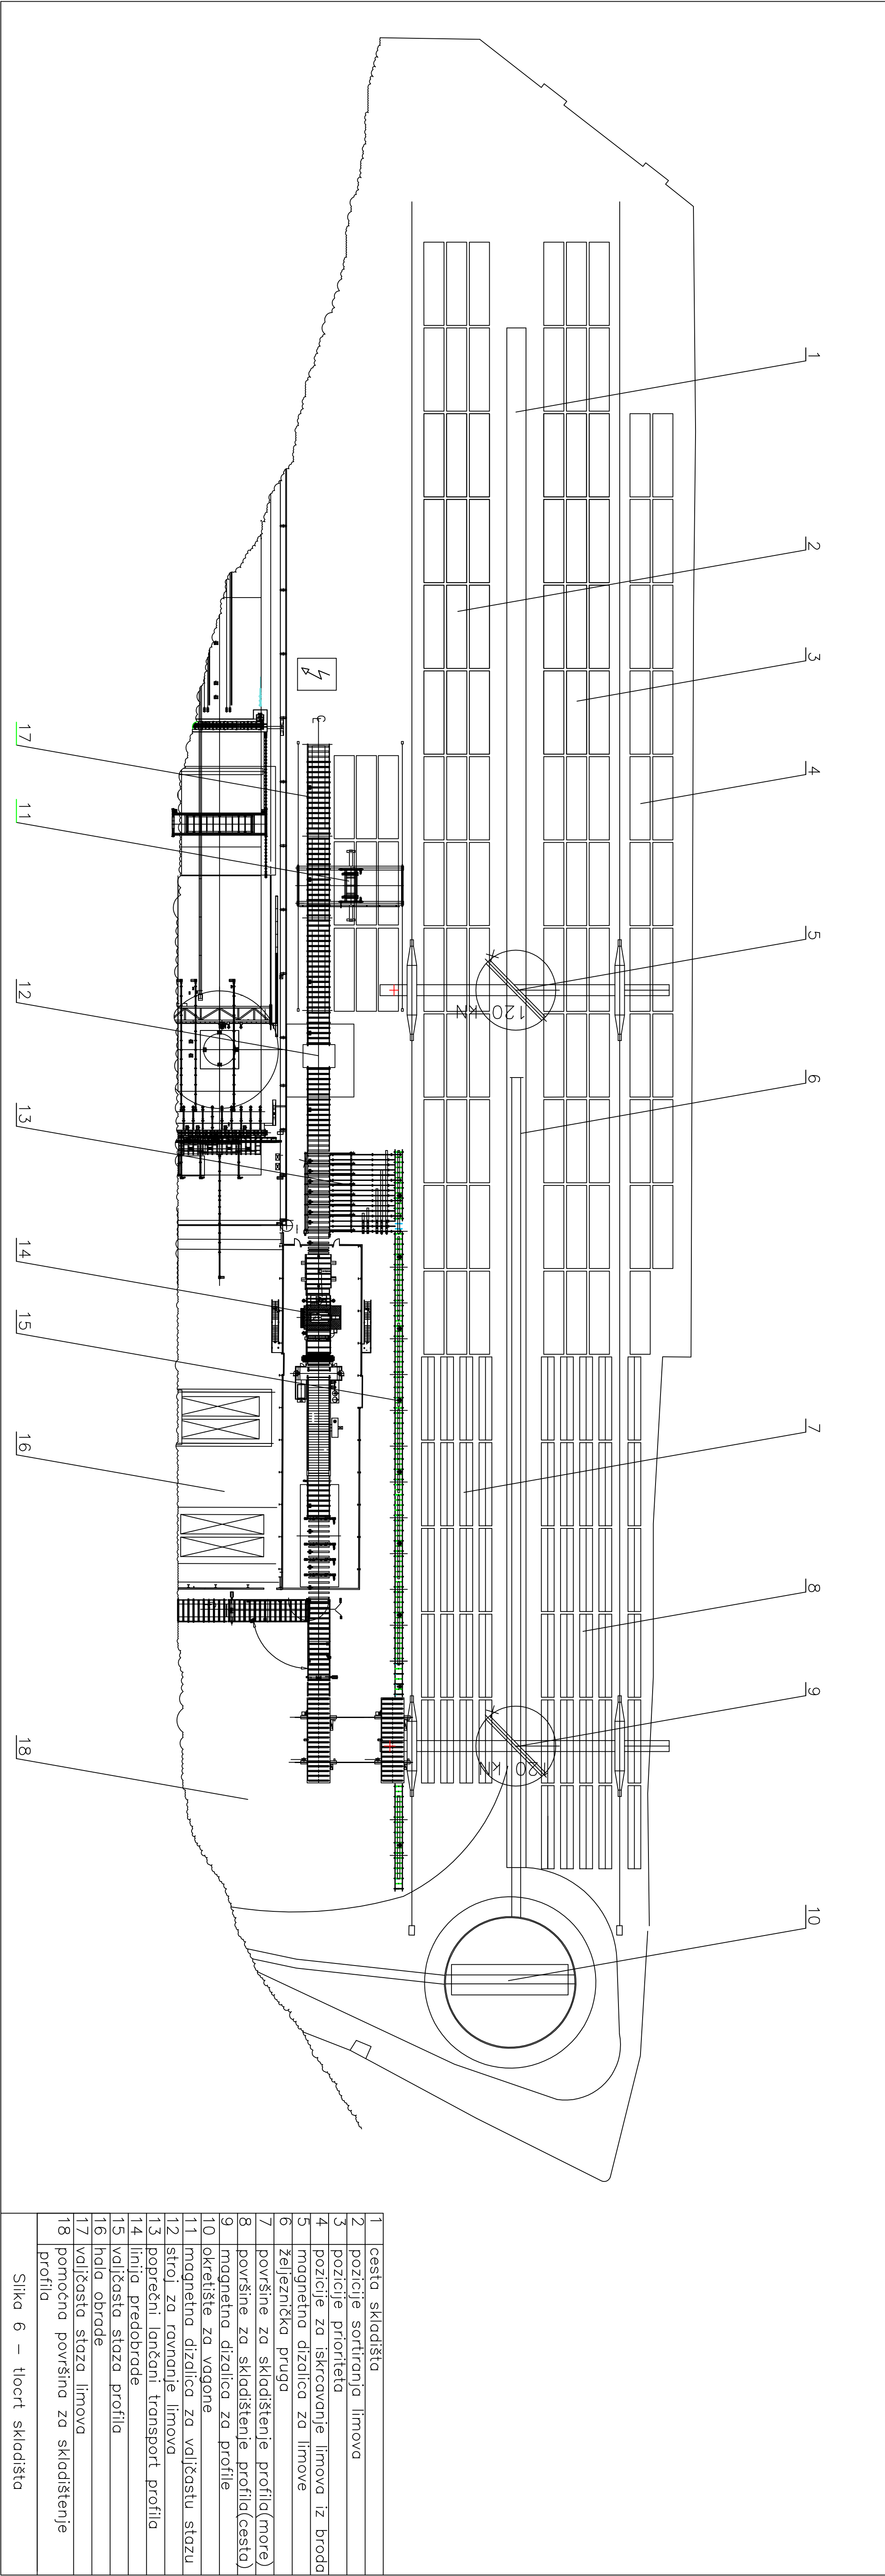 1
2
3
4
5
6
7
8
9
10
120 KN
120 KN
17
11
12
13
14
15
16
18
1 cesta skladišta
2 pozicije sortiranja limova
3 pozicije prioriteta
4 pozicije za iskrcavanje limova iz broda
5 magnetna dizalica za limove
6 željeznička pruga
7 površine za skladištenje profila(more)
8 površine za skladištenje profila(cesta)
9 magnetna dizalica za profile
10 okretište za vagone
11 magnetna dizalica za valjčastu stazu
12 stroj za ravnanje limova
13 poprečni lančani transport profila
14 linija predobrade
15 valjčasta staza profila
16 hala obrade
17 valjčasta staza limova
18 pomoćna površina za skladištenje
profila
Slika 6 – tlocrt skladišta